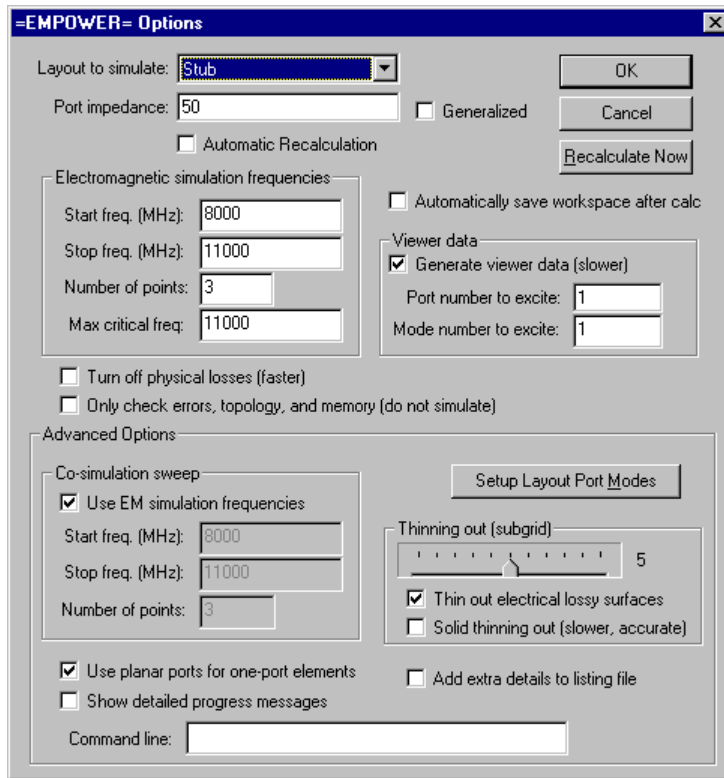 =EMPOWER= Options
Layout to simulate: Stub
OK
Port impedance: 50
Generalized
Cancel
Automatic Recalculation
Recalculate Now
Electromagnetic simulation frequencies
Start freq. (MHz): 8000
Stop freq. (MHz): 11000
Number of points: 3
Max critical freq: 11000
Automatically save workspace after calc
Viewer data
Generate viewer data (slower)
Port number to excite: 1
Mode number to excite: 1
Turn off physical losses (faster)
Only check errors, topology, and memory (do not simulate)
Advanced Options
Co-simulation sweep
Use EM simulation frequencies
Start freq. (MHz): 8000
Stop freq. (MHz): 11000
Number of points: 3
Setup Layout Port Modes
Thinning out (subgrid)
5
Thin out electrical lossy surfaces
Solid thinning out (slower, accurate)
Use planar ports for one-port elements
Show detailed progress messages
Add extra details to listing file
Command line: